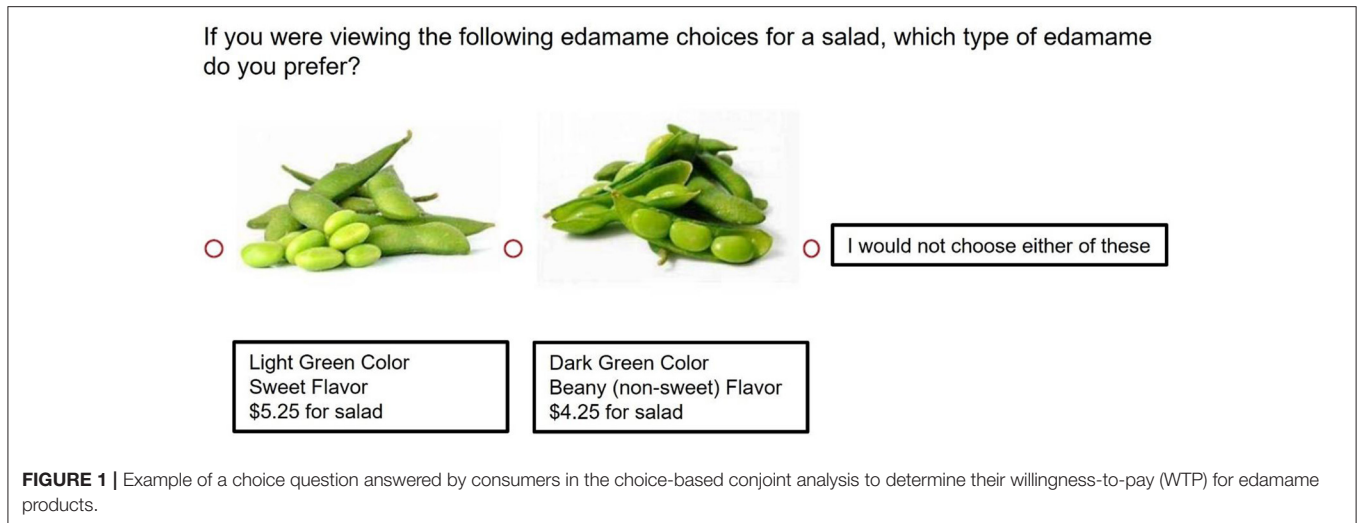 If you were viewing the following edamame choices for a salad, which type of edamame
do you prefer?
I would not choose either of these
Light Green Color
Sweet Flavor
$5.25 for salad
Dark Green Color
Beany (non-sweet) Flavor
$4.25 for salad
FIGURE 1 | Example of a choice question answered by consumers in the choice-based conjoint analysis to determine their willingness-to-pay (WTP) for edamame
products.